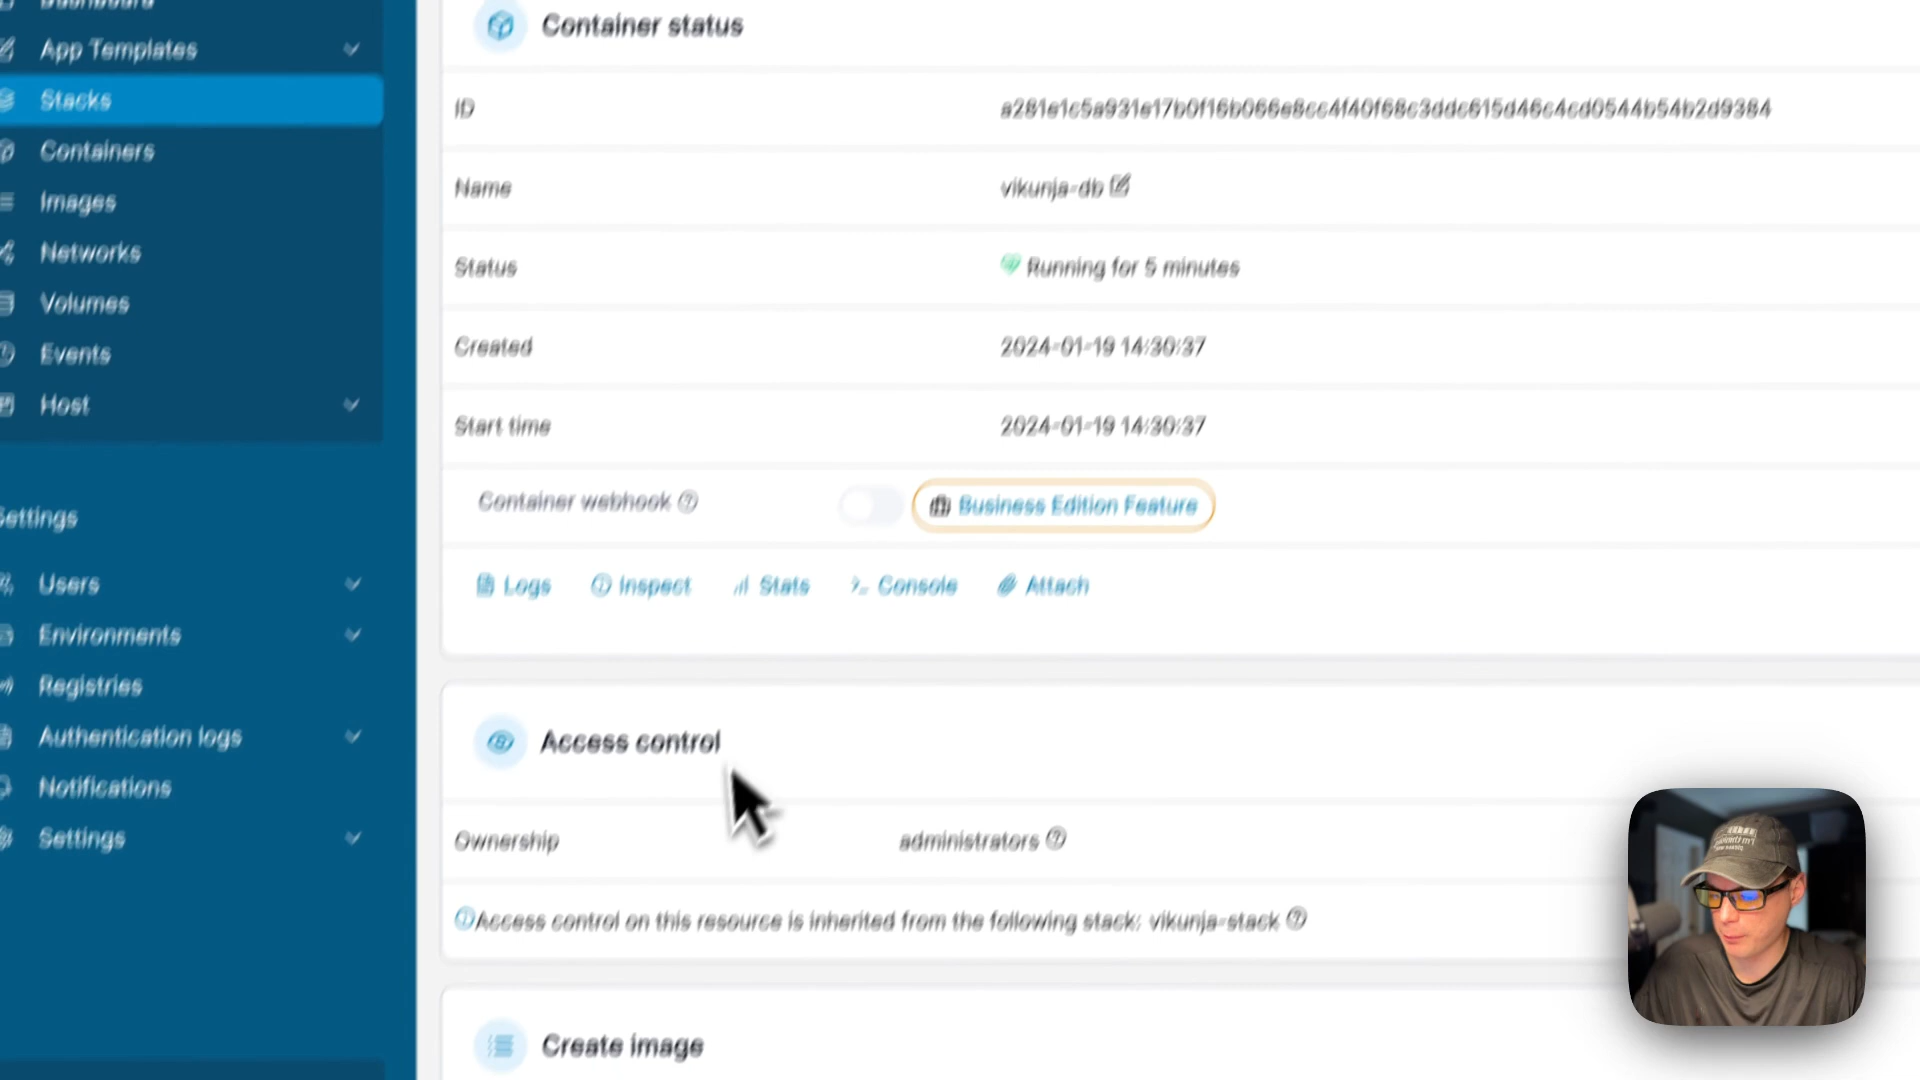 Dashboard
App Templates
Stacks
Containers
Images
Networks
Volumes
Events
Host
Settings
Users
Environments
Registries
Authentication logs
Notifications
Settings
Container status
ID
Name
vikunja-db
Status
Running for 5 minutes
Created
2024-01-19 14:30:37
Start time
2024-01-19 14:30:37
Container webhook
Business Edition Feature
Logs Inspect Stats Console Attach
Access control
Ownership
administrators
Access control on this resource is inherited from the following stack: vikunja-stack
Create image